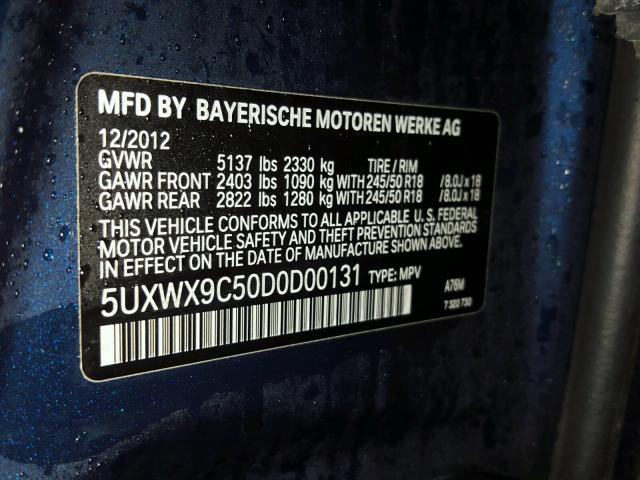 MFD BY BAYERISCHE MOTOREN WERKE AG
12/2012
GVWR 5137 lbs 2330 kg TIRE / RIM
GAWR FRONT 2403 lbs 1090 kg WITH 245/50 R18 / 8.0J x 18
GAWR REAR 2822 lbs 1280 kg WITH 245/50 R18 / 8.0J x 18
THIS VEHICLE CONFORMS TO ALL APPLICABLE U.S. FEDERAL
MOTOR VEHICLE SAFETY AND THEFT PREVENTION STANDARDS
IN EFFECT ON THE DATE OF MANUFACTURE SHOWN ABOVE.
5UXWX9C50D0D00131 TYPE: MPV A76M
7 320 730